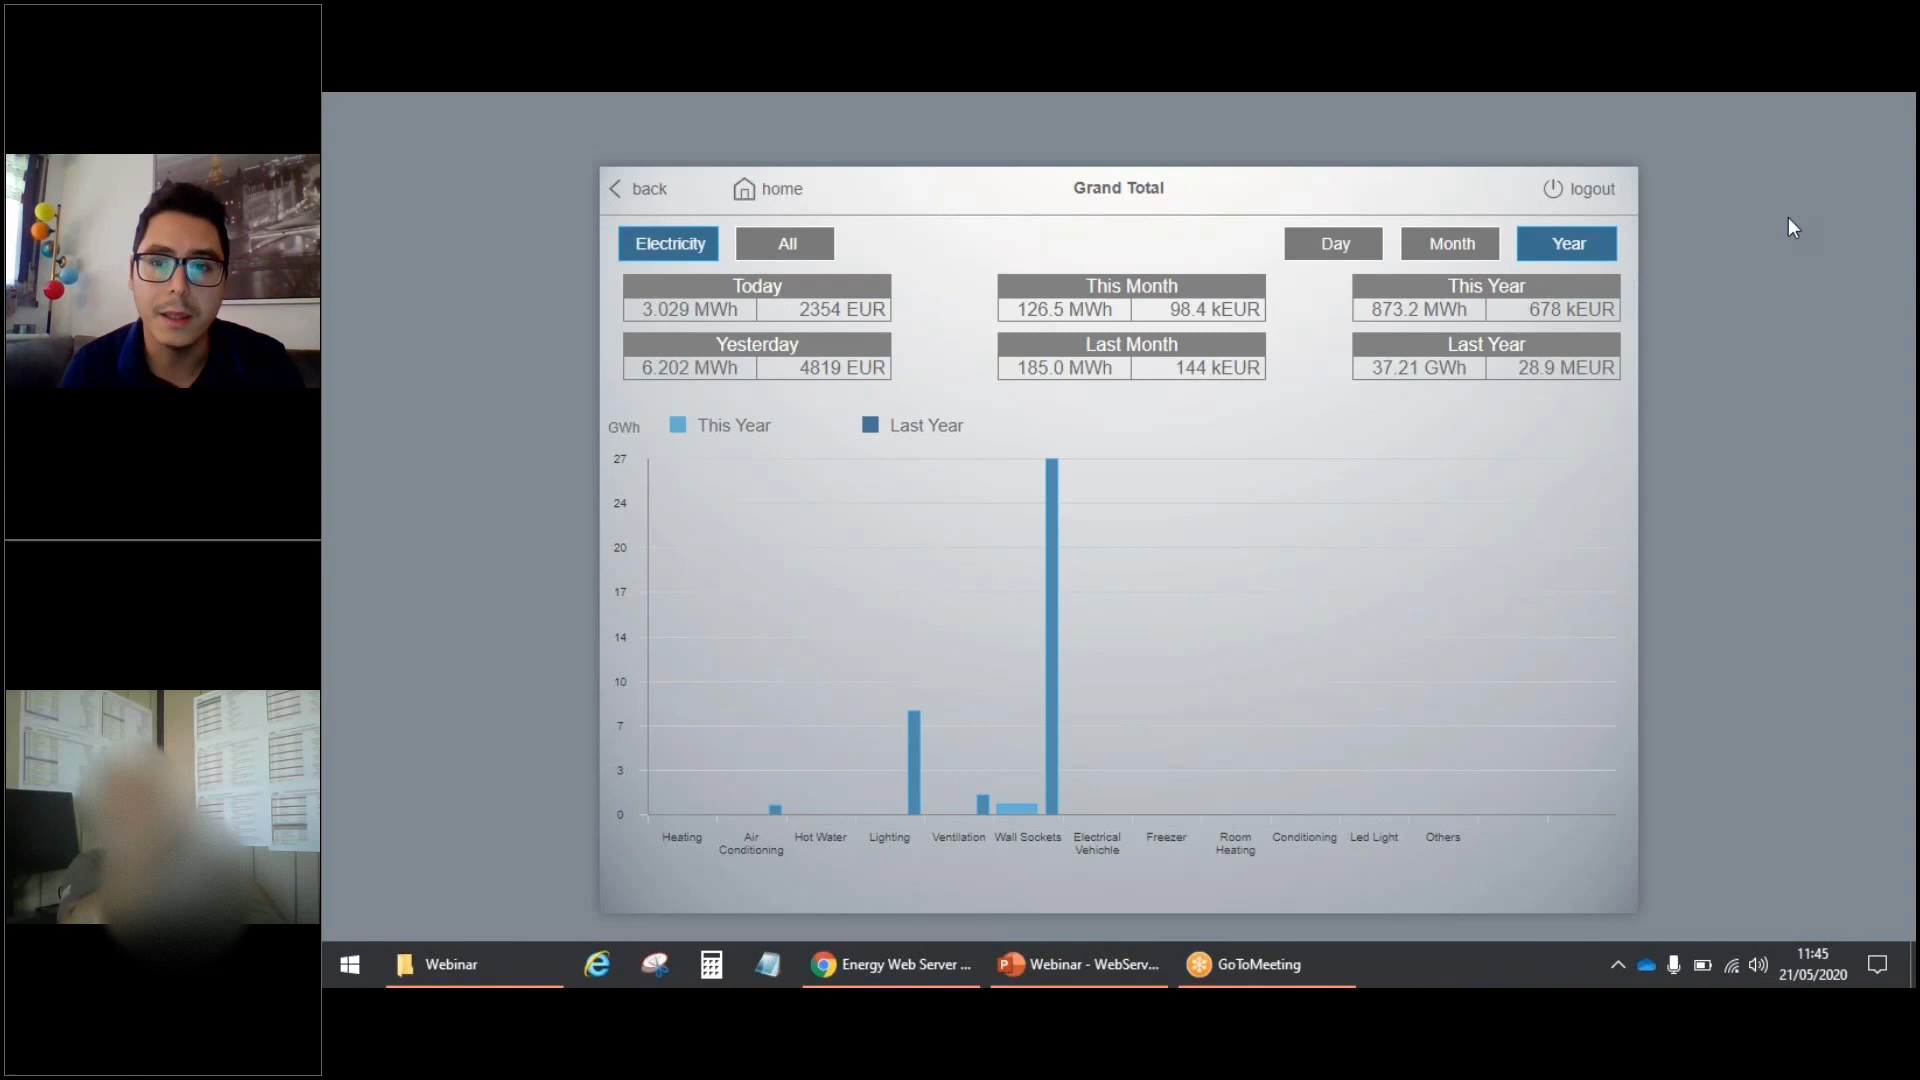 back
home
Grand Total
logout
Electricity
All
Day
Month
Year
Today
3.029 MWh
2354 EUR
This Month
126.5 MWh
98.4 kEUR
This Year
873.2 MWh
678 kEUR
Yesterday
6.202 MWh
4819 EUR
Last Month
185.0 MWh
144 kEUR
Last Year
37.21 GWh
28.9 MEUR
GWh
This Year
Last Year
27
24
20
17
14
10
7
3
0
Heating
Air
Conditioning
Hot Water
Lighting
Ventilation
Wall Sockets
Electrical
Vehichle
Freezer
Room
Heating
Conditioning
Led Light
Others
Webinar
Energy Web Server ...
Webinar - WebServ...
GoToMeeting
11:45
21/05/2020